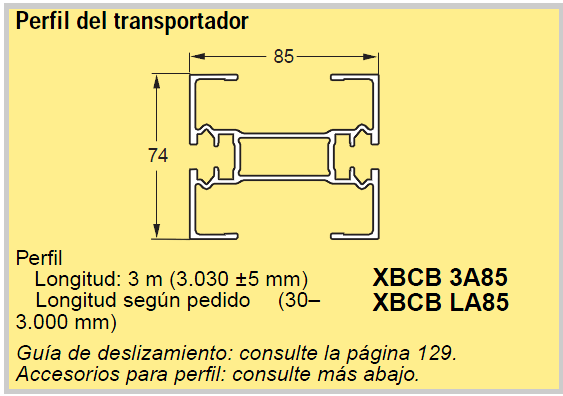 Perfil del transportador
85
74
Perfil
Longitud: 3 m (3.030 ±5 mm) XBCB 3A85
Longitud según pedido (30– XBCB LA85
3.000 mm)
Guía de deslizamiento: consulte la página 129.
Accesorios para perfil: consulte más abajo.